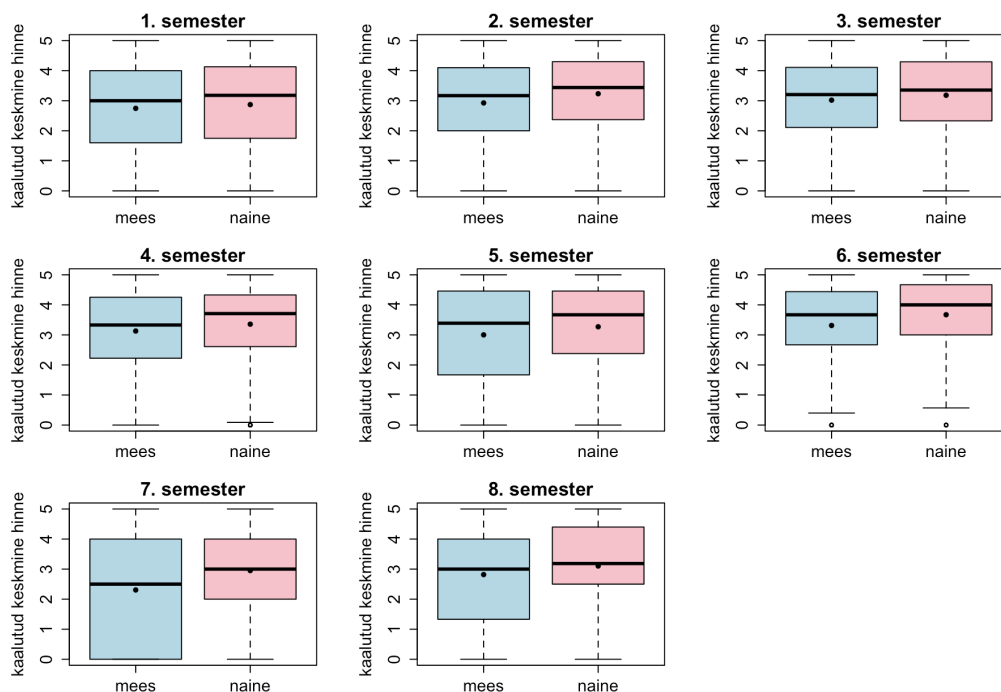 1. semester
kaalutud keskmine hinne
5
4
3
2
1
0
mees naine
2. semester
kaalutud keskmine hinne
5
4
3
2
1
0
mees naine
3. semester
kaalutud keskmine hinne
5
4
3
2
1
0
mees naine
4. semester
kaalutud keskmine hinne
5
4
3
2
1
0
mees naine
5. semester
kaalutud keskmine hinne
5
4
3
2
1
0
mees naine
6. semester
kaalutud keskmine hinne
5
4
3
2
1
0
mees naine
7. semester
kaalutud keskmine hinne
5
4
3
2
1
0
mees naine
8. semester
kaalutud keskmine hinne
5
4
3
2
1
0
mees naine